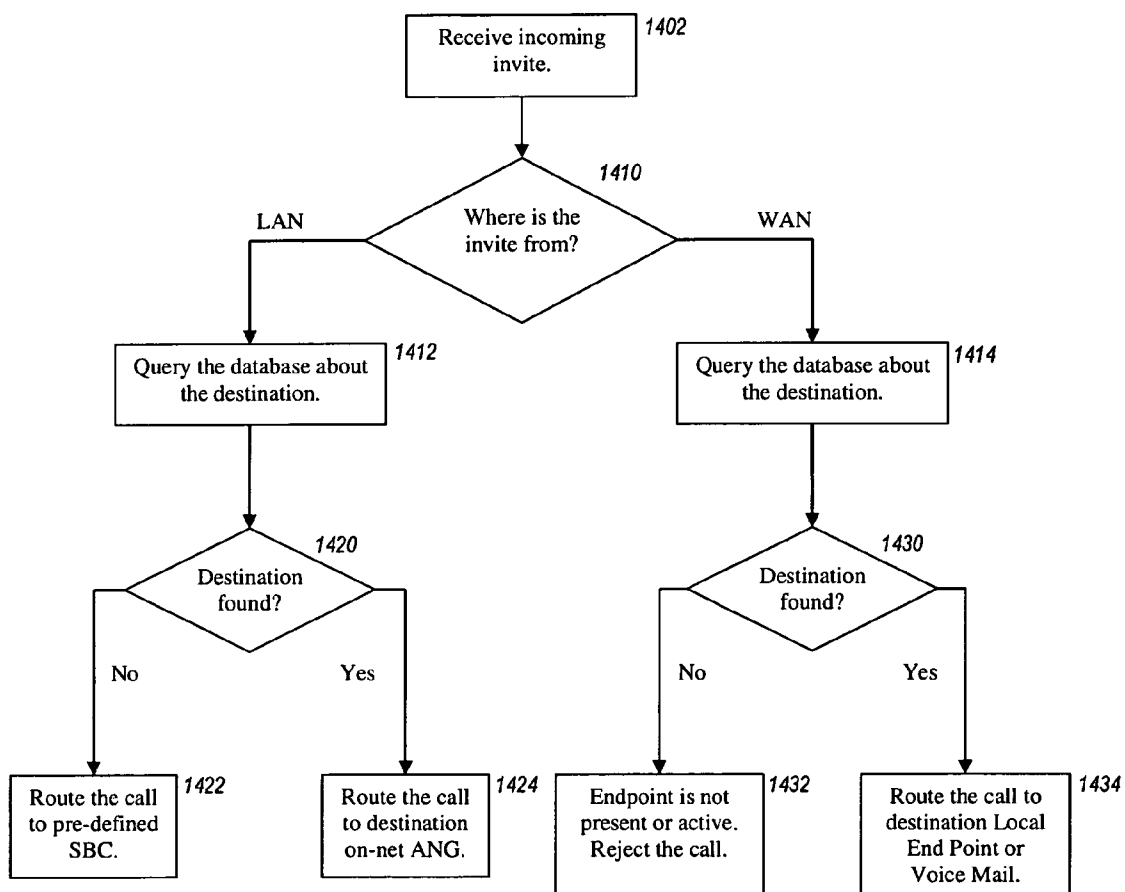 Receive incoming
invite.
1402
1410
Where is the
invite from?
LAN
WAN
Query the database about
the destination.
1412
Query the database about
the destination.
1414
1420
Destination
found?
No
Yes
1430
Destination
found?
No
Yes
Route the call
to pre-defined
SBC.
1422
Route the call
to destination
on-net ANG.
1424
Endpoint is not
present or active.
Reject the call.
1432
Route the call to
destination Local
End Point or
Voice Mail.
1434